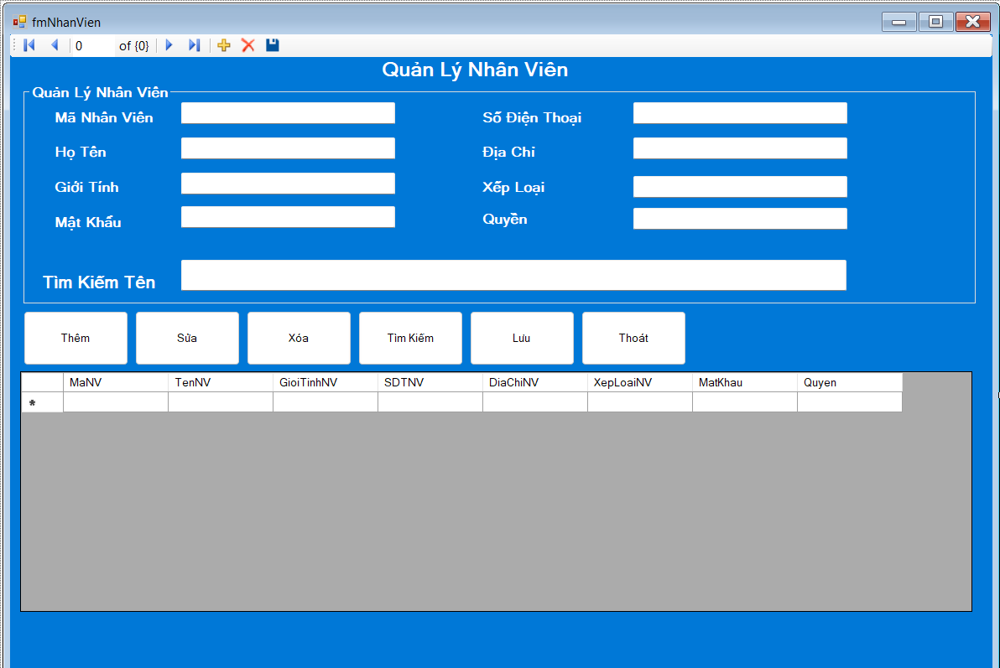 fmNhanVien
0 of {0}
Quản Lý Nhân Viên
Quản Lý Nhân Viên
Mã Nhân Viên Số Điện Thoại
Họ Tên Địa Chỉ
Giới Tính Xếp Loại
Mật Khẩu Quyền
Tìm Kiếm Tên
Thêm Sửa Xóa Tìm Kiếm Lưu Thoát
MaNV TenNV GioiTinhNV SDTNV DiaChiNV XepLoaiNV MatKhau Quyen
*